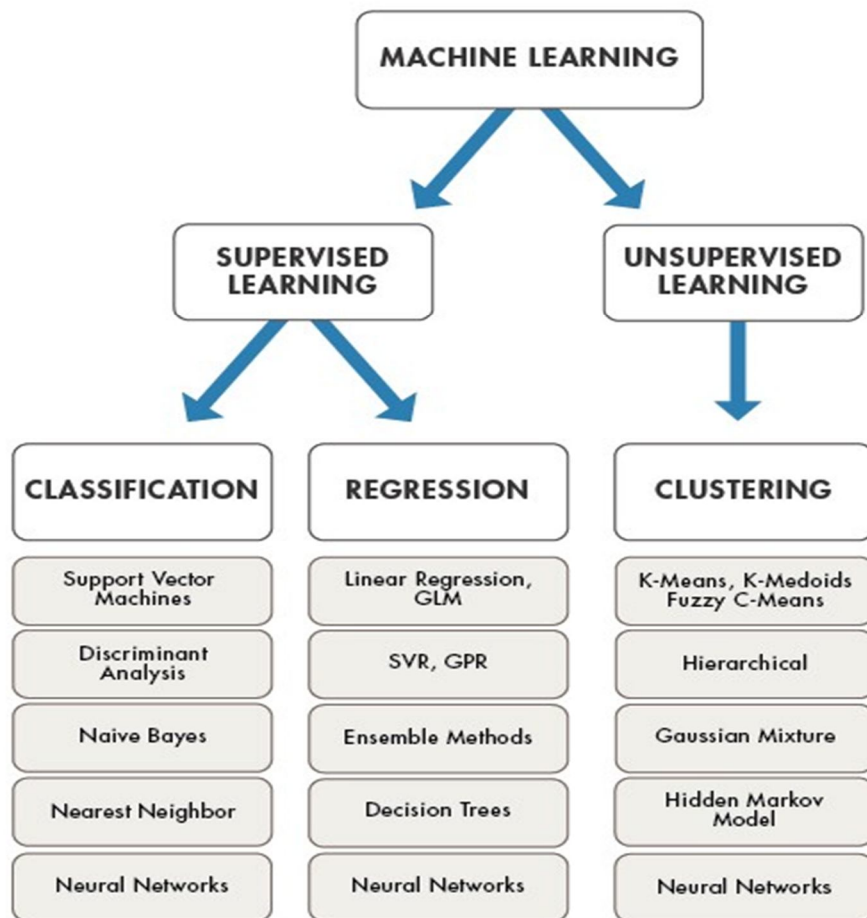 MACHINE LEARNING
SUPERVISED
LEARNING
UNSUPERVISED
LEARNING
CLASSIFICATION
Support Vector
Machines
Discriminant
Analysis
Naive Bayes
Nearest Neighbor
Neural Networks
REGRESSION
Linear Regression,
GLM
SVR, GPR
Ensemble Methods
Decision Trees
Neural Networks
CLUSTERING
K-Means, K-Medoids
Fuzzy C-Means
Hierarchical
Gaussian Mixture
Hidden Markov
Model
Neural Networks